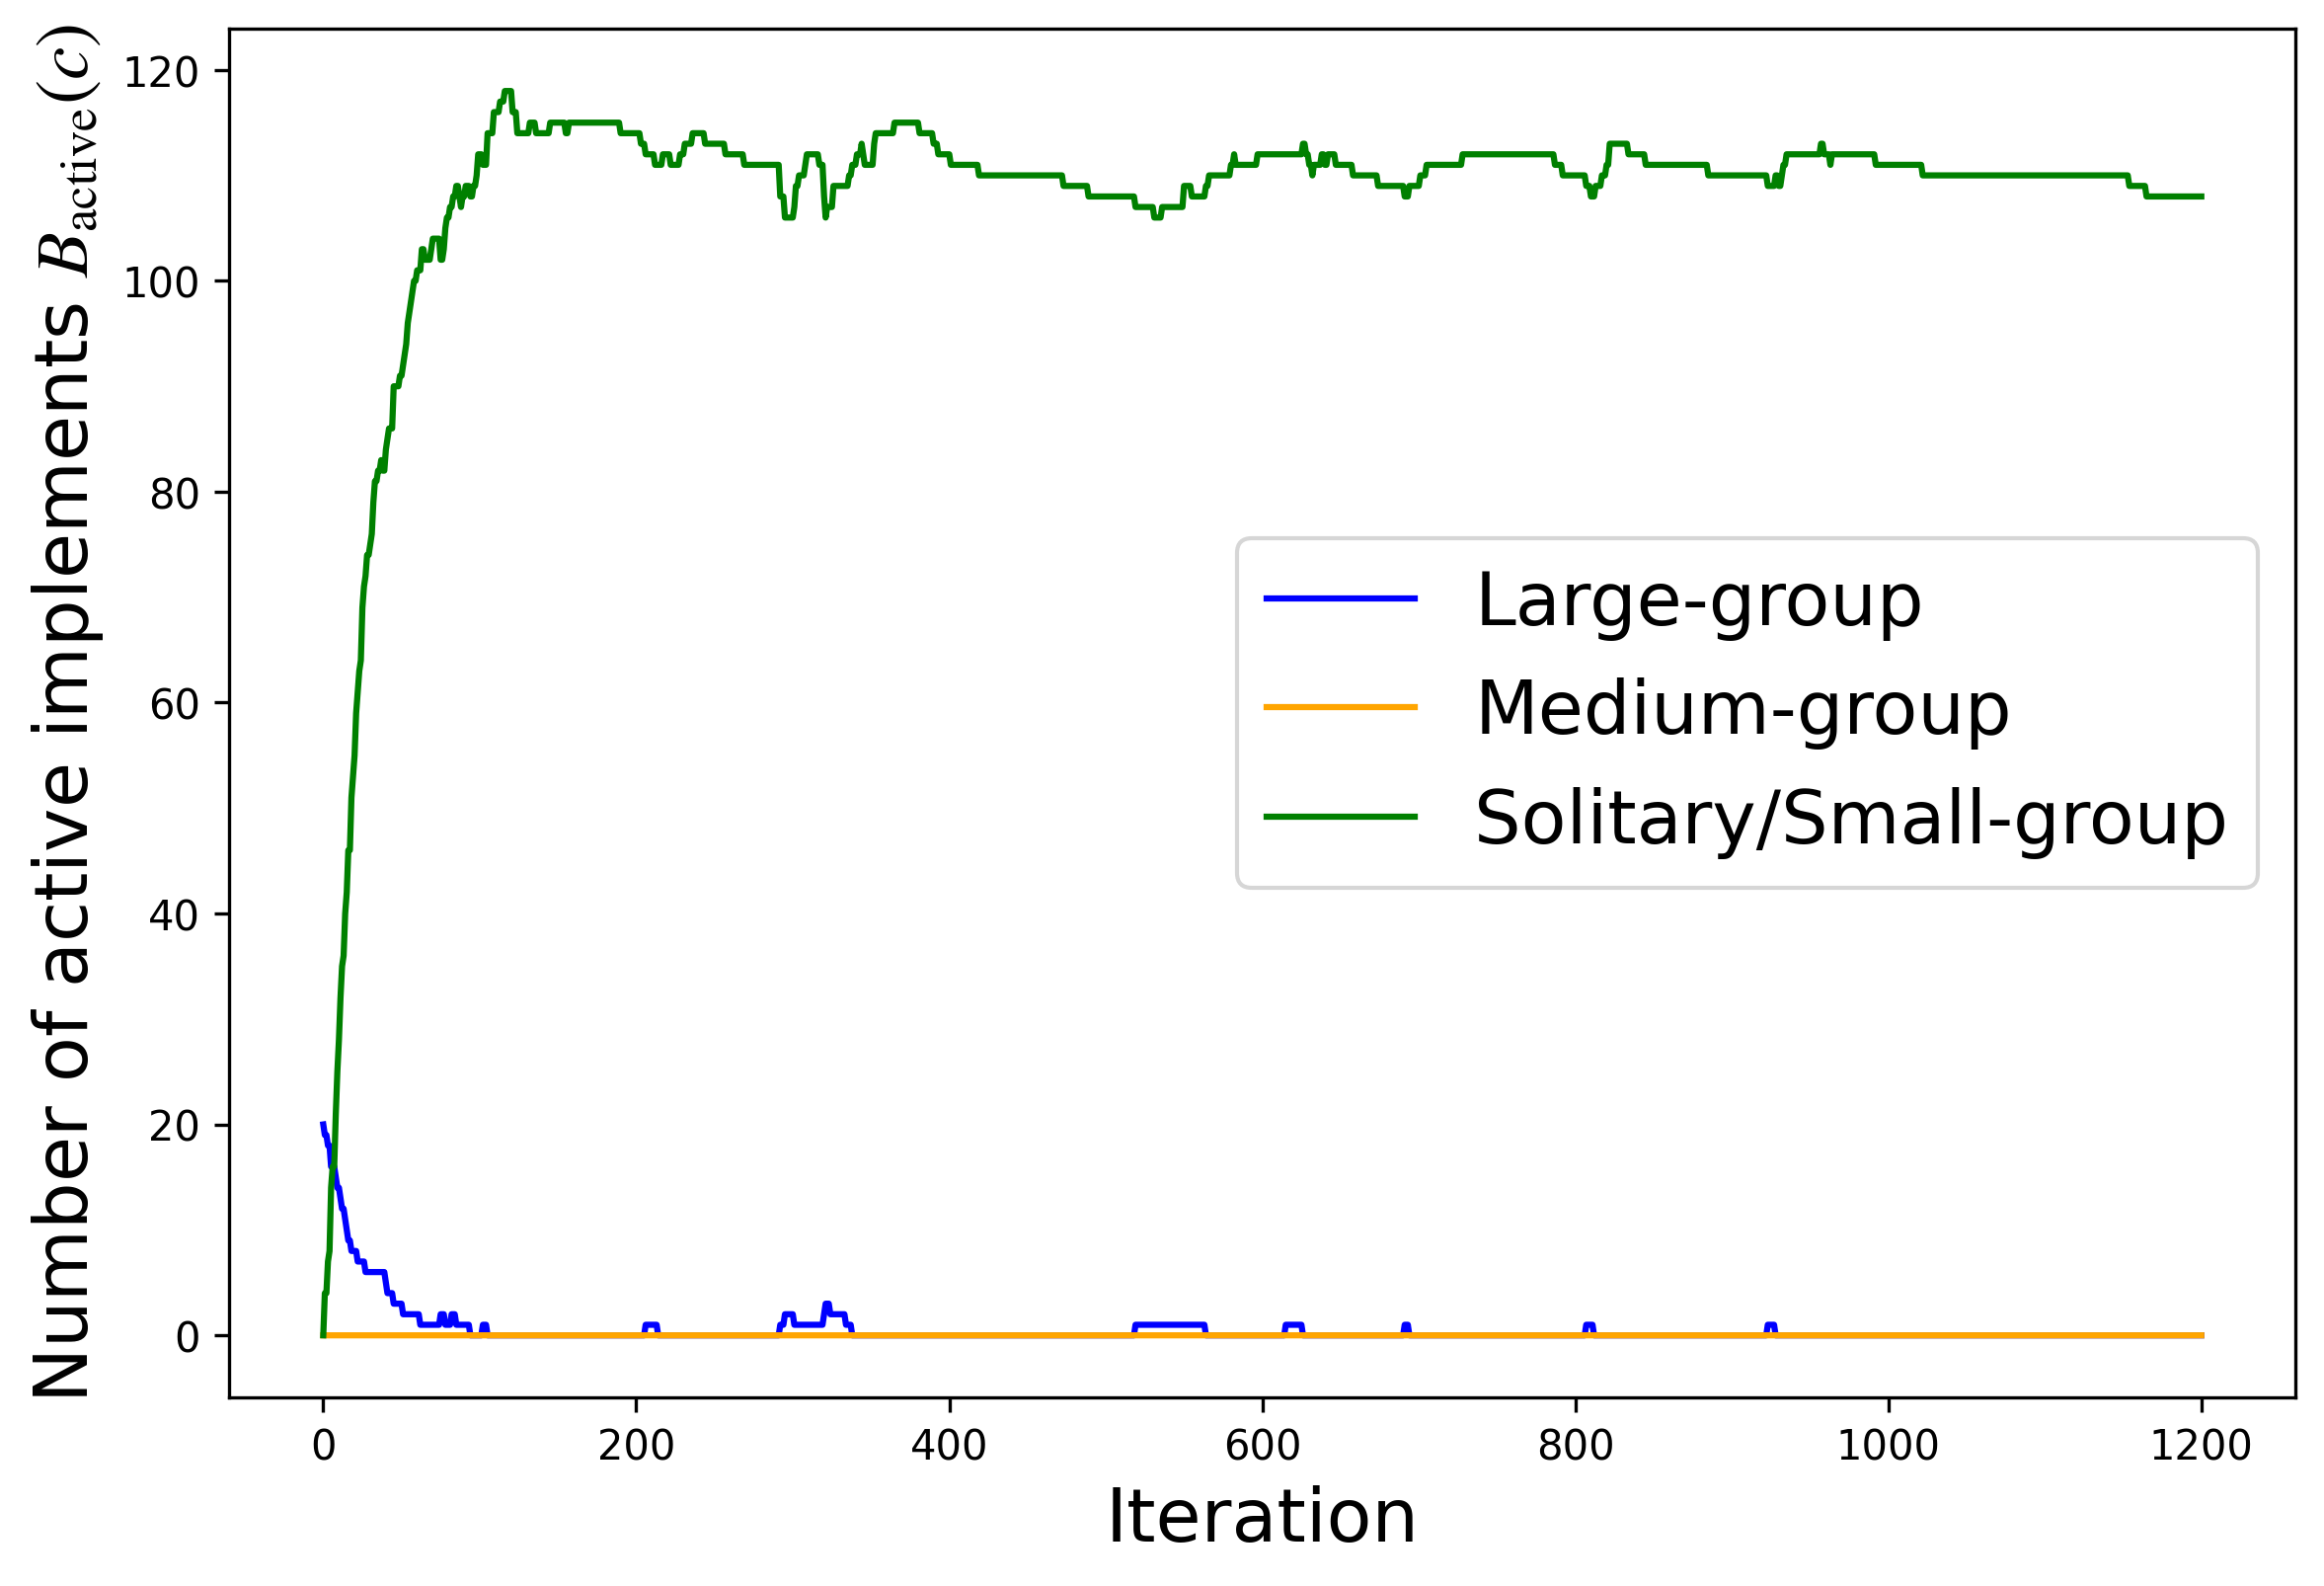 Number of active implements B_active(c)
120
100
80
60
40
20
0
Large-group
Medium-group
Solitary/Small-group
0 200 400 600 800 1000 1200
Iteration